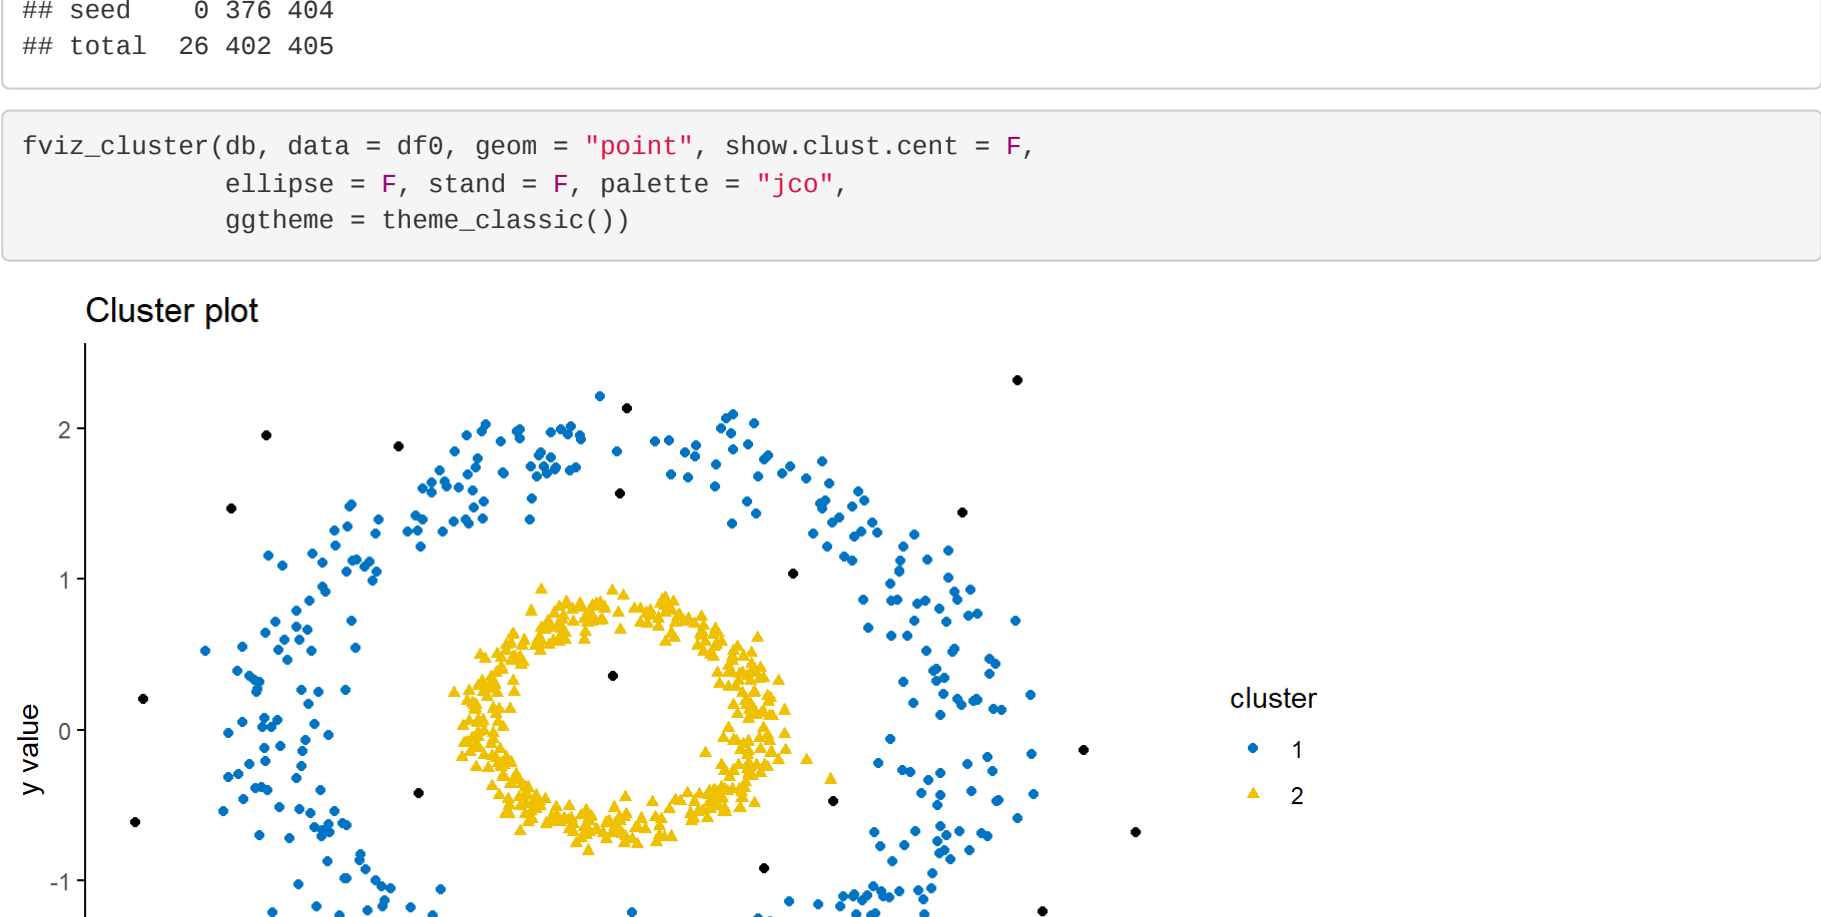 ## seed    0 376 404
## total  26 402 405
fviz_cluster(db, data = df0, geom = "point", show.clust.cent = F,
             ellipse = F, stand = F, palette = "jco",
             ggtheme = theme_classic())
Cluster plot
2
1
0
-1
y value
cluster
1
2